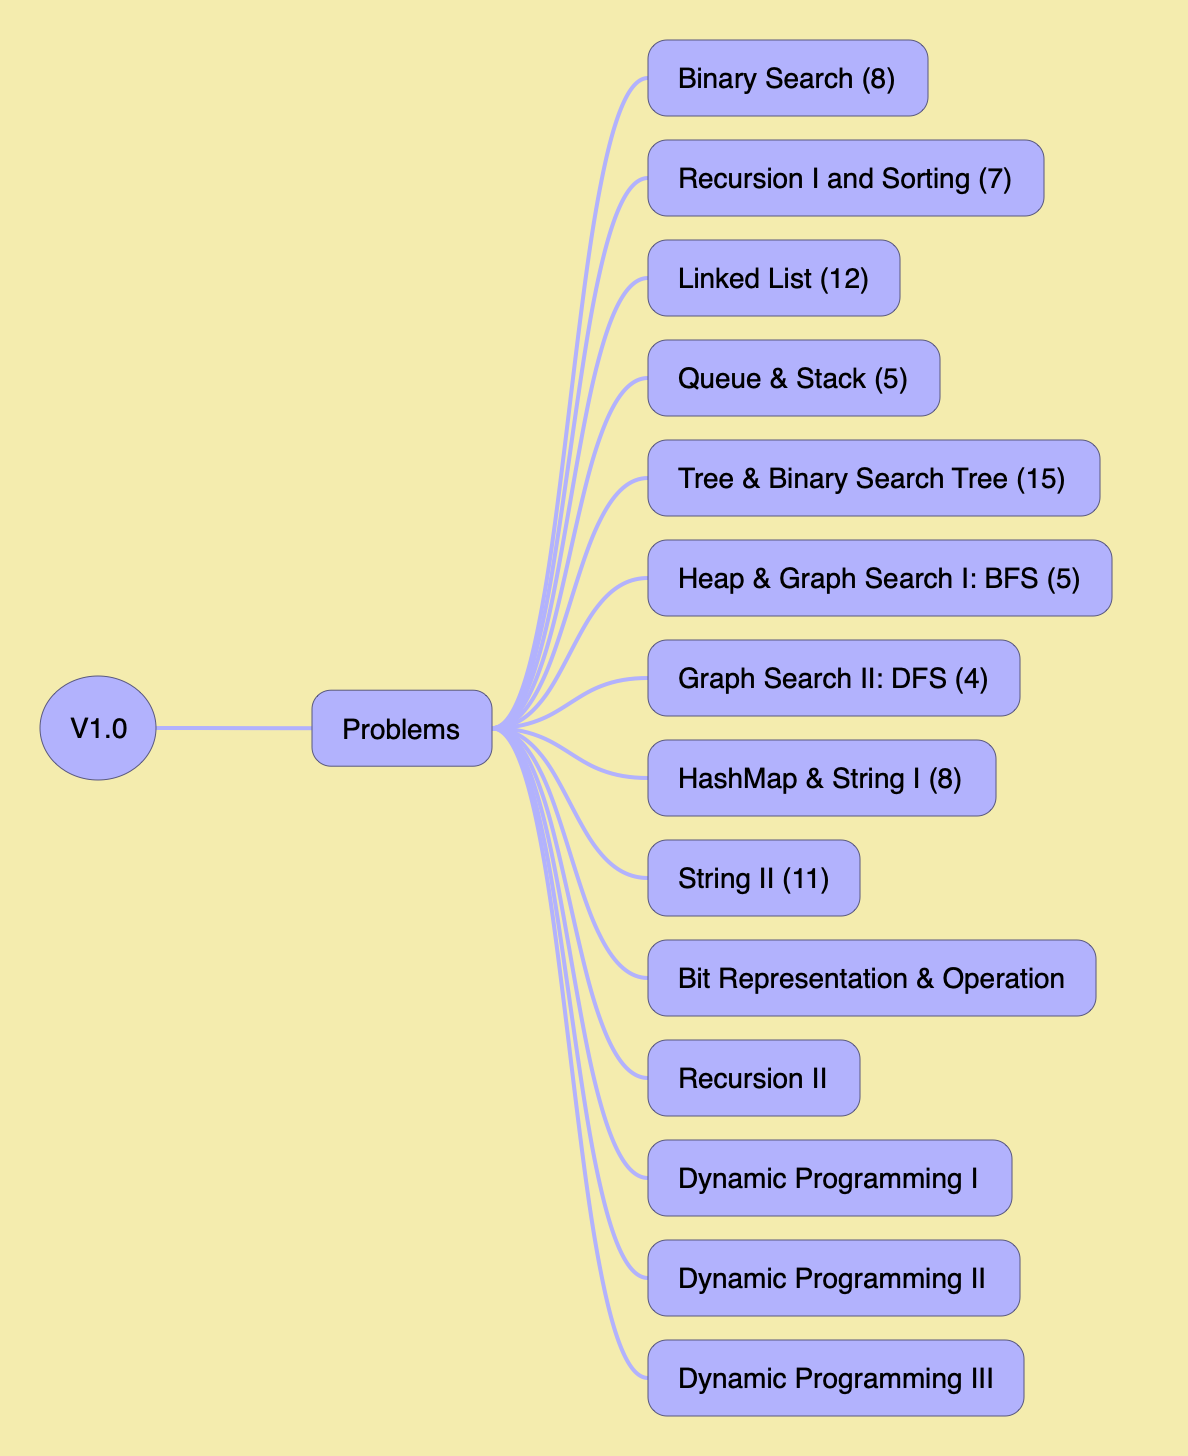 V1.0
Problems
Binary Search (8)
Recursion I and Sorting (7)
Linked List (12)
Queue & Stack (5)
Tree & Binary Search Tree (15)
Heap & Graph Search I: BFS (5)
Graph Search II: DFS (4)
HashMap & String I (8)
String II (11)
Bit Representation & Operation
Recursion II
Dynamic Programming I
Dynamic Programming II
Dynamic Programming III